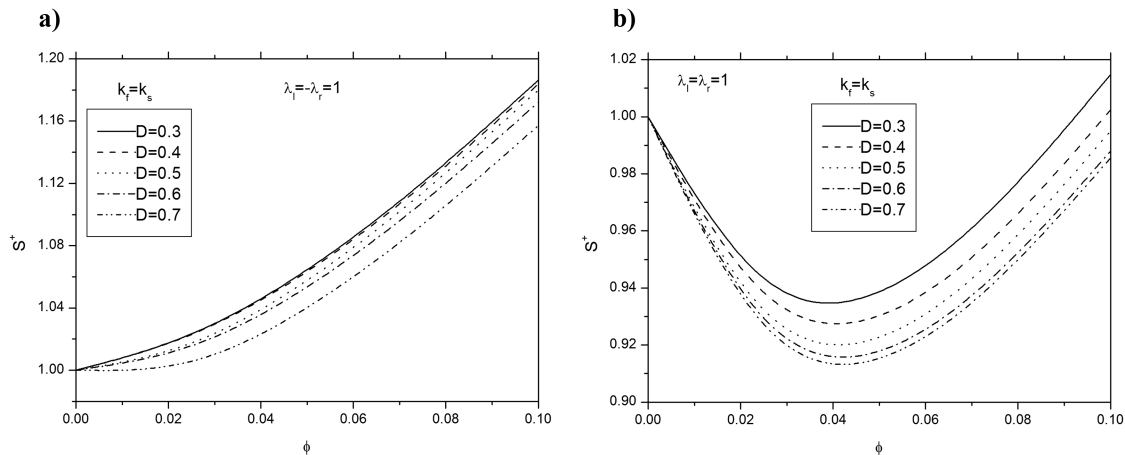 a)
1.20
1.16
1.12
1.08
1.04
1.00
S⁺
k_f=k_s
λ_l=-λ_r=1
D=0.3
D=0.4
D=0.5
D=0.6
D=0.7
0.00 0.02 0.04 0.06 0.08 0.10
ϕ
b)
1.02
1.00
0.98
0.96
0.94
0.92
0.90
S⁺
λ_l=λ_r=1
k_f=k_s
D=0.3
D=0.4
D=0.5
D=0.6
D=0.7
0.00 0.02 0.04 0.06 0.08 0.10
ϕ